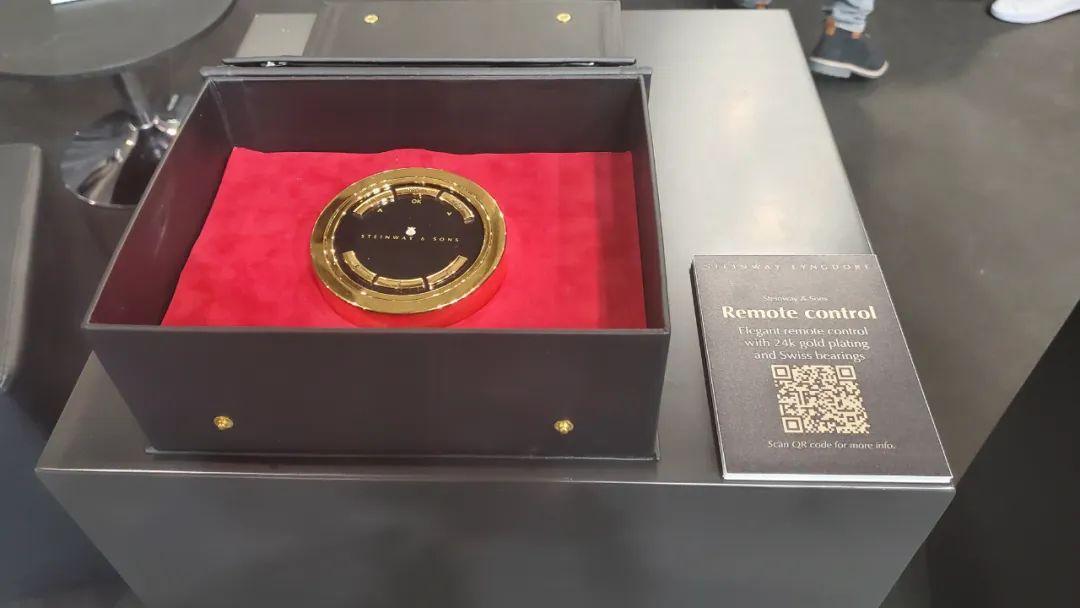 OK
STEINWAY & SONS
STEINWAY LYNGDORF
Steinway & Sons
Remote control
Elegant remote control
with 24k gold plating
and Swiss bearings
Scan QR code for more info.